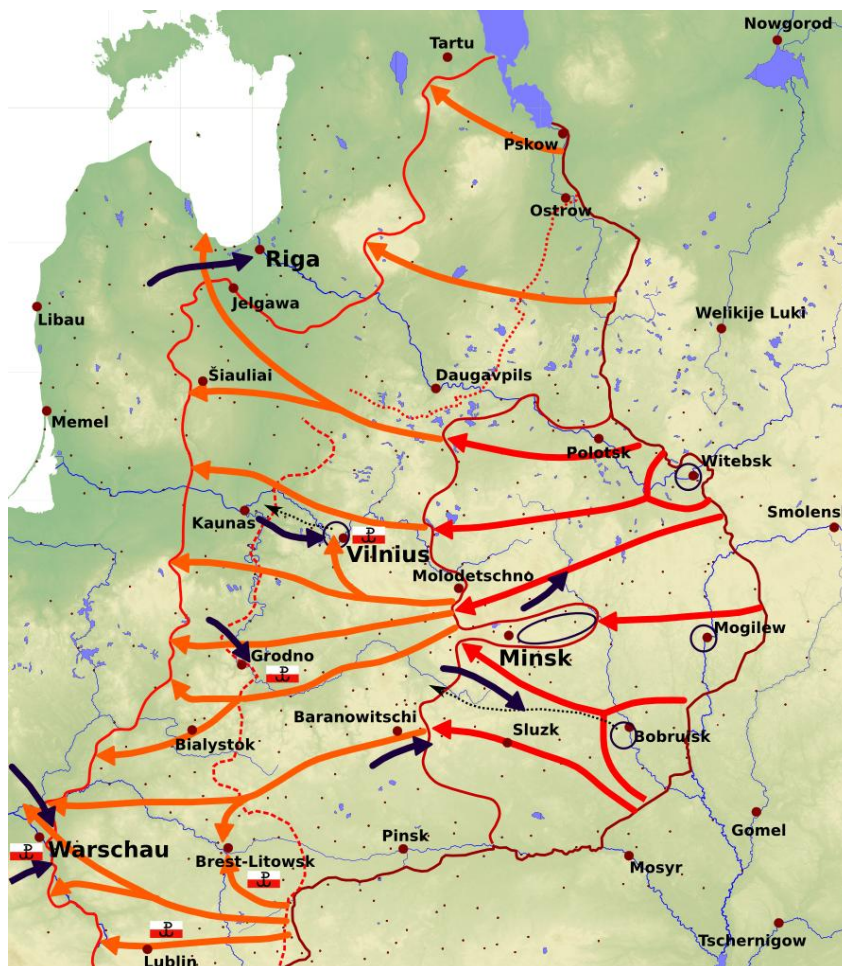 Nowgorod
Tartu
Pskow
Ostrow
Riga
Jelgawa
Libau
Welikije Luki
Šiauliai
Daugavpils
Memel
Polotsk
Witebsk
Smolens
Kaunas
Vilnius
Molodetschno
Mogilew
Minsk
Grodno
Baranowitschi
Sluzk
Bobruisk
Bialystok
Gomel
Warschau
Pinsk
Brest-Litowsk
Mosyr
Tschernigow
Lublin